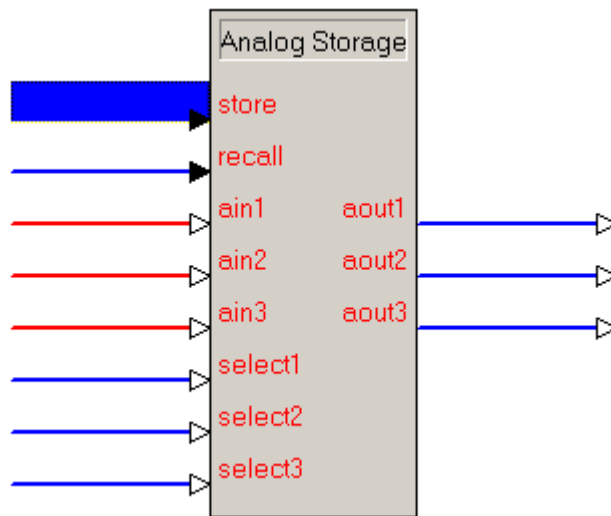 Analog Storage
store
recall
ain1 aout1
ain2 aout2
ain3 aout3
select1
select2
select3